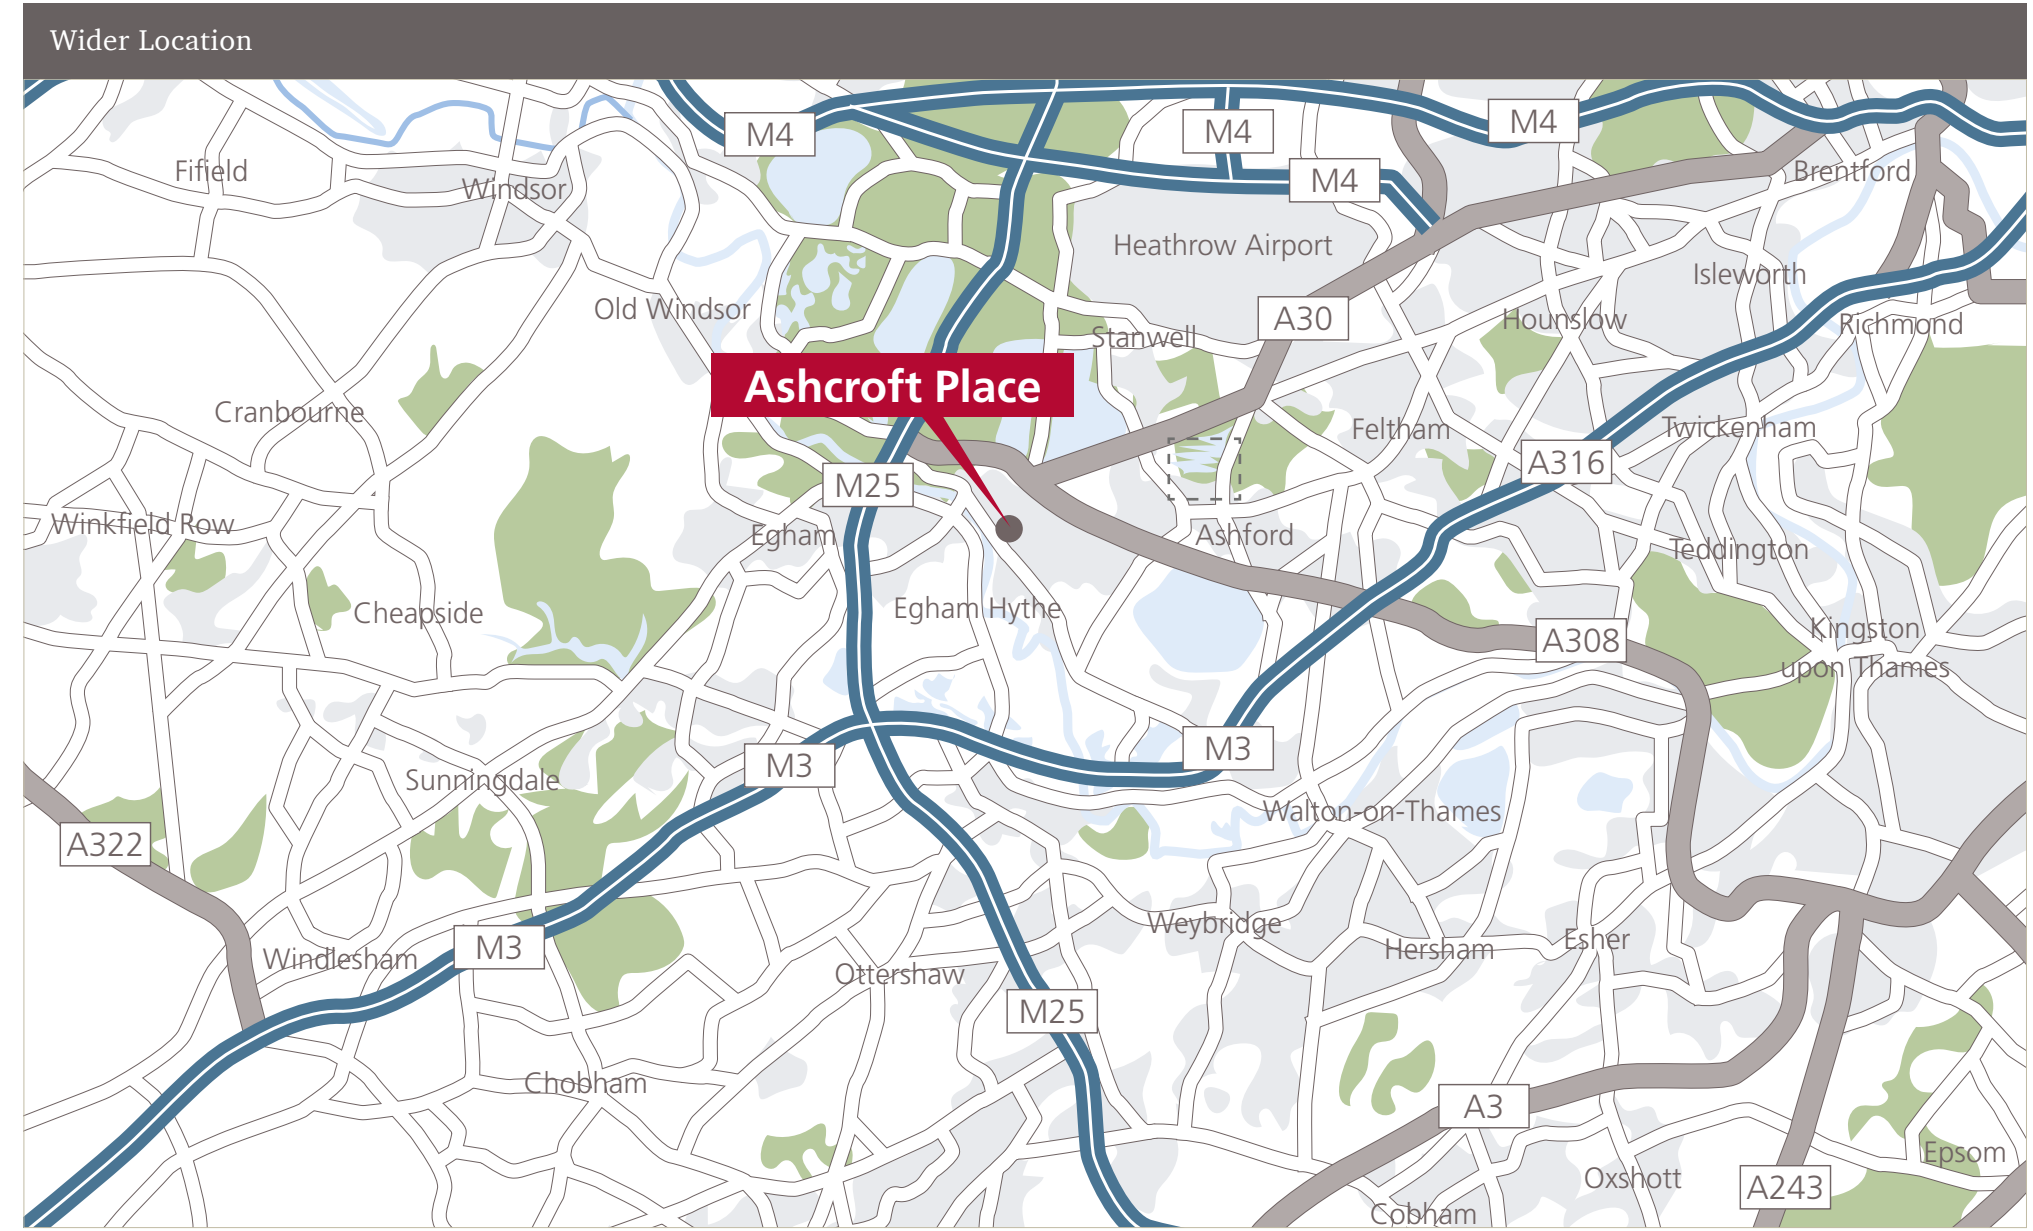 Wider Location
M4
M4
M4
M4
Fifield
Windsor
Brentford
Heathrow Airport
Isleworth
Old Windsor
A30
Hounslow
Richmond
Stanwell
Ashcroft Place
Cranbourne
Feltham
Twickenham
A316
M25
Winkfield Row
Egham
Ashford
Teddington
Cheapside
Egham Hythe
A308
Kingston
upon Thames
M3
M3
Sunningdale
Walton-on-Thames
A322
Weybridge
Windlesham
M3
Hersham
Esher
Ottershaw
M25
Chobham
A3
Epsom
Oxshott
A243
Cobham